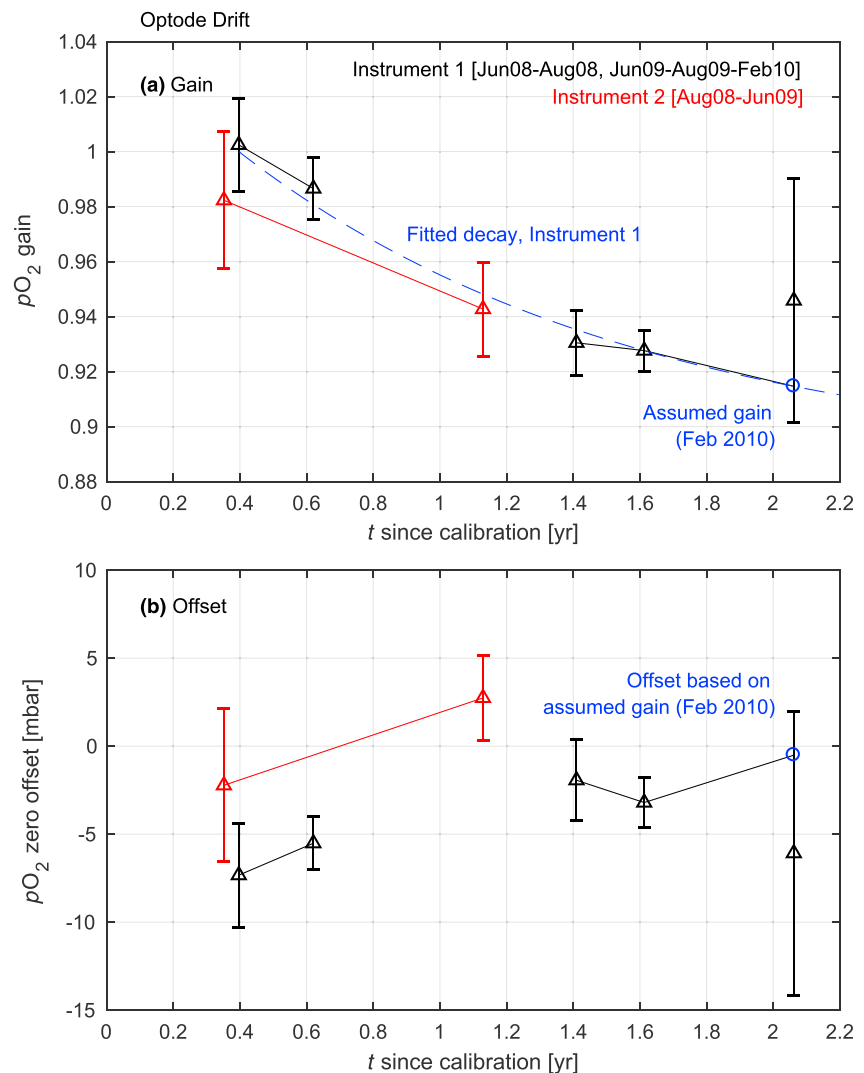 Optode Drift
1.04
1.02
1
0.98
0.96
0.94
0.92
0.9
0.88
pO2 gain
(a) Gain
Instrument 1 [Jun08-Aug08, Jun09-Aug09-Feb10]
Instrument 2 [Aug08-Jun09]
Fitted decay, Instrument 1
Assumed gain
(Feb 2010)
0 0.2 0.4 0.6 0.8 1 1.2 1.4 1.6 1.8 2 2.2
t since calibration [yr]
10
5
0
-5
-10
-15
pO2 zero offset [mbar]
(b) Offset
Offset based on
assumed gain (Feb 2010)
0 0.2 0.4 0.6 0.8 1 1.2 1.4 1.6 1.8 2 2.2
t since calibration [yr]